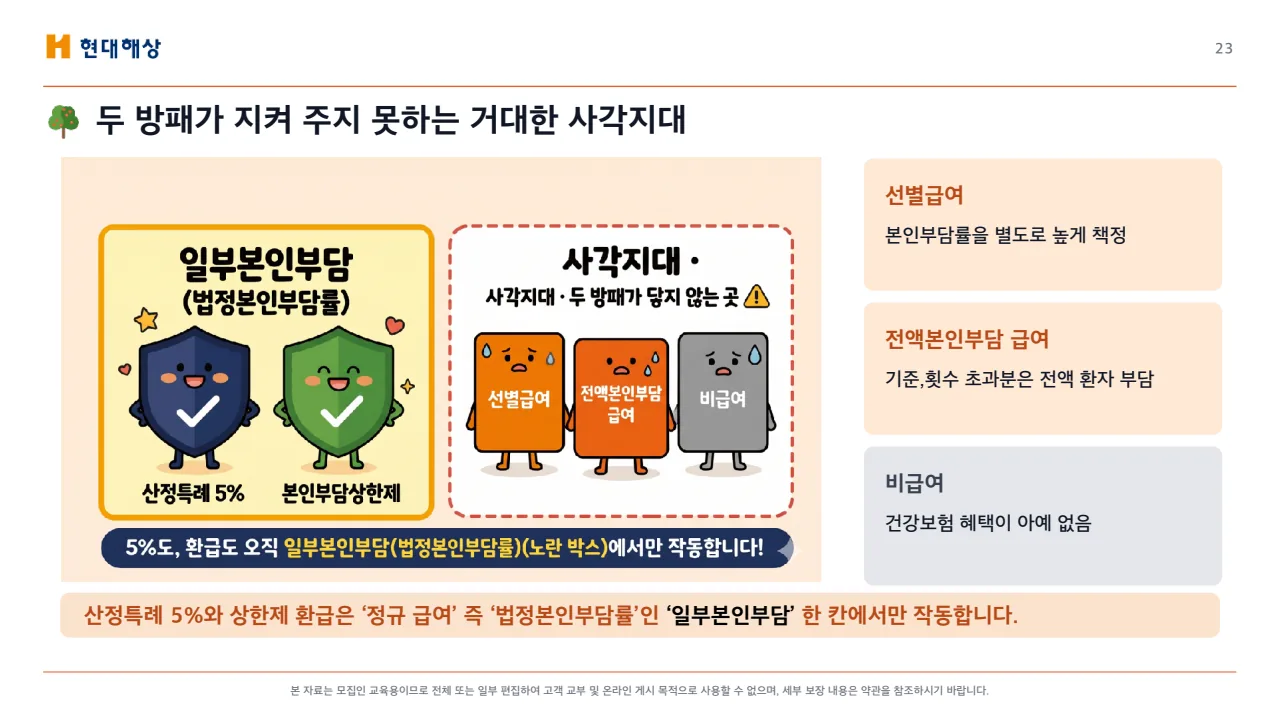 현대해상
23
두 방패가 지켜 주지 못하는 거대한 사각지대
일부본인부담
(법정본인부담률)
산정특례 5%
본인부담상한제
사각지대 ·
사각지대 · 두 방패가 닿지 않는 곳
선별급여
전액본인부담
급여
비급여
5%도, 환급도 오직 일부본인부담(법정본인부담률)(노란 박스)에서만 작동합니다!
선별급여
본인부담률을 별도로 높게 책정
전액본인부담 급여
기준,횟수 초과분은 전액 환자 부담
비급여
건강보험 혜택이 아예 없음
산정특례 5%와 상한제 환급은 ‘정규 급여’ 즉 ‘법정본인부담률’인 ‘일부본인부담’ 한 칸에서만 작동합니다.
본 자료는 모집인 교육용이므로 전체 또는 일부 편집하여 고객 교부 및 온라인 게시 목적으로 사용할 수 없으며, 세부 보장 내용은 약관을 참조하시기 바랍니다.